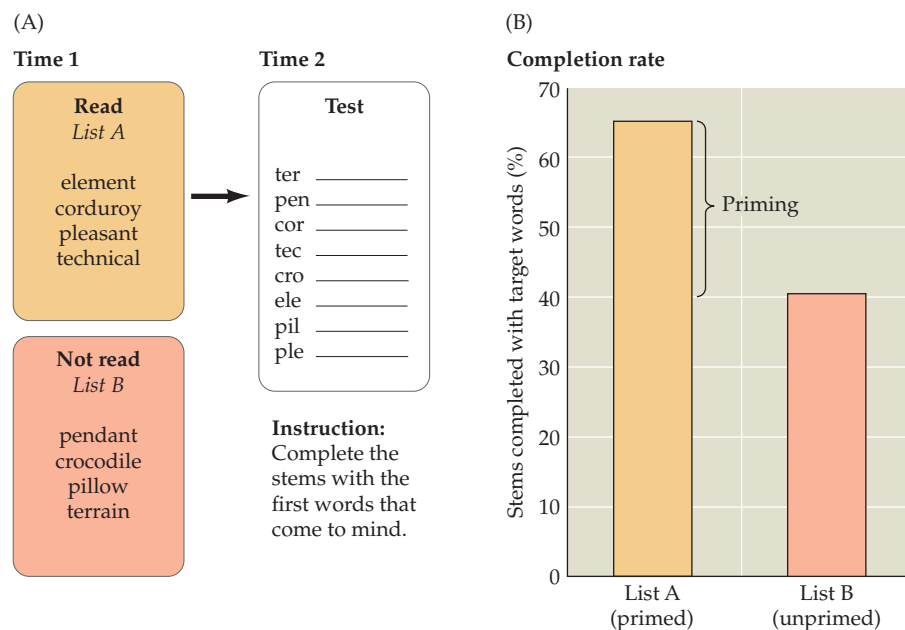 (A)
Time 1
Read
List A
element
corduroy
pleasant
technical
Not read
List B
pendant
crocodile
pillow
terrain
Time 2
Test
ter
pen
cor
tec
cro
ele
pil
ple
Instruction:
Complete the
stems with the
first words that
come to mind.
(B)
Completion rate
Stems completed with target words (%)
70
60
50
40
30
20
10
0
Priming
List A
(primed)
List B
(unprimed)